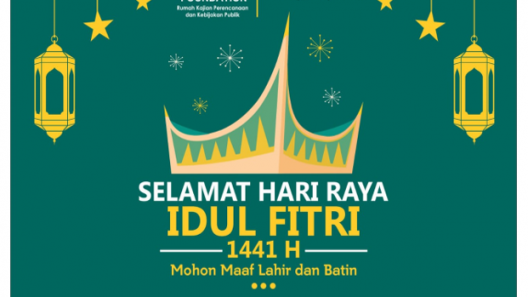 Rumah Kajian Perencanaan
dan Kebijakan Publik
SELAMAT HARI RAYA
IDUL FITRI
1441 H
Mohon Maaf Lahir dan Batin